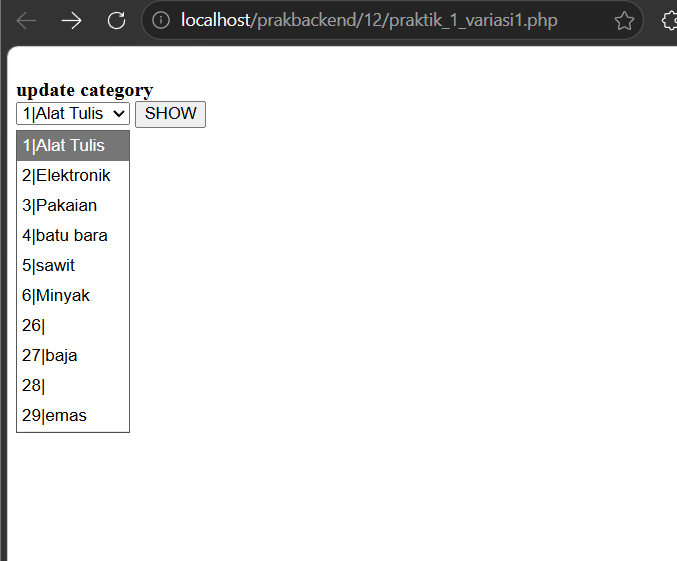 localhost/prakbackend/12/praktik_1_variasi1.php
update category
1|Alat Tulis SHOW
1|Alat Tulis
2|Elektronik
3|Pakaian
4|batu bara
5|sawit
6|Minyak
26|
27|baja
28|
29|emas